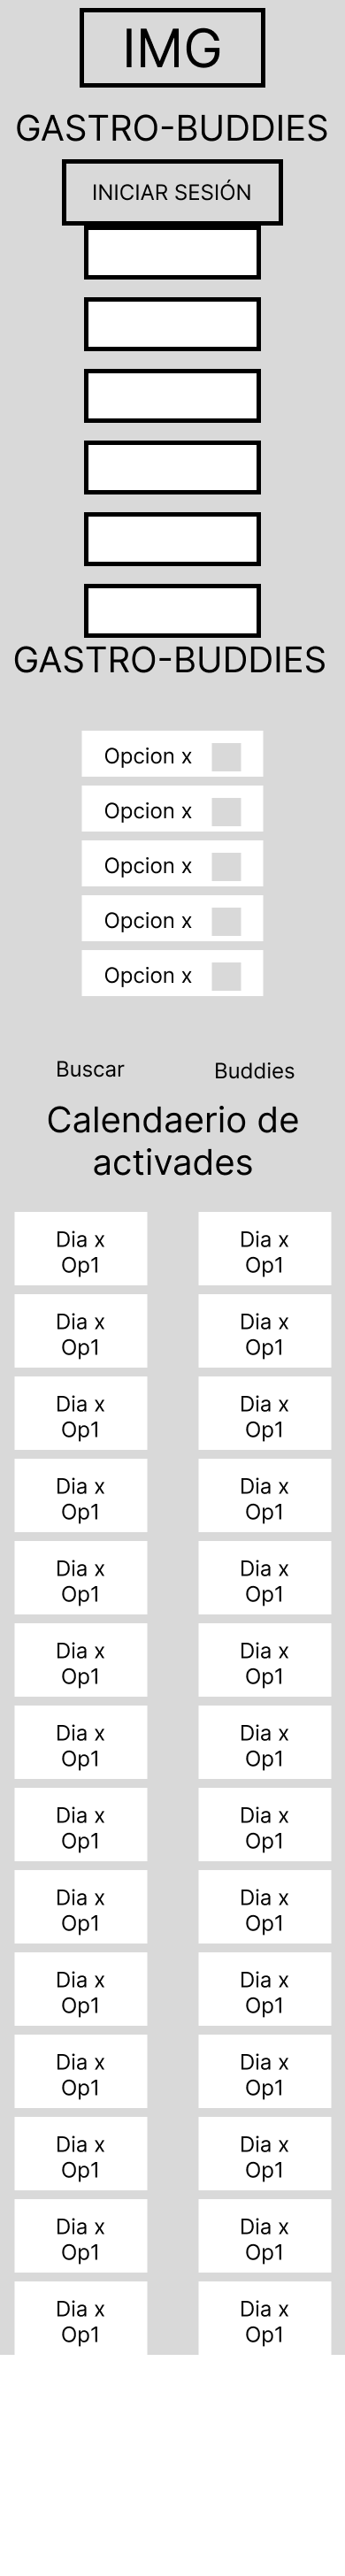 IMG
GASTRO-BUDDIES
INICIAR SESIÓN
GASTRO-BUDDIES
Opcion x
Opcion x
Opcion x
Opcion x
Opcion x
Buscar
Buddies
Calendaerio de
activades
Dia x
Op1
Dia x
Op1
Dia x
Op1
Dia x
Op1
Dia x
Op1
Dia x
Op1
Dia x
Op1
Dia x
Op1
Dia x
Op1
Dia x
Op1
Dia x
Op1
Dia x
Op1
Dia x
Op1
Dia x
Op1
Dia x
Op1
Dia x
Op1
Dia x
Op1
Dia x
Op1
Dia x
Op1
Dia x
Op1
Dia x
Op1
Dia x
Op1
Dia x
Op1
Dia x
Op1
Dia x
Op1
Dia x
Op1
Dia x
Op1
Dia x
Op1